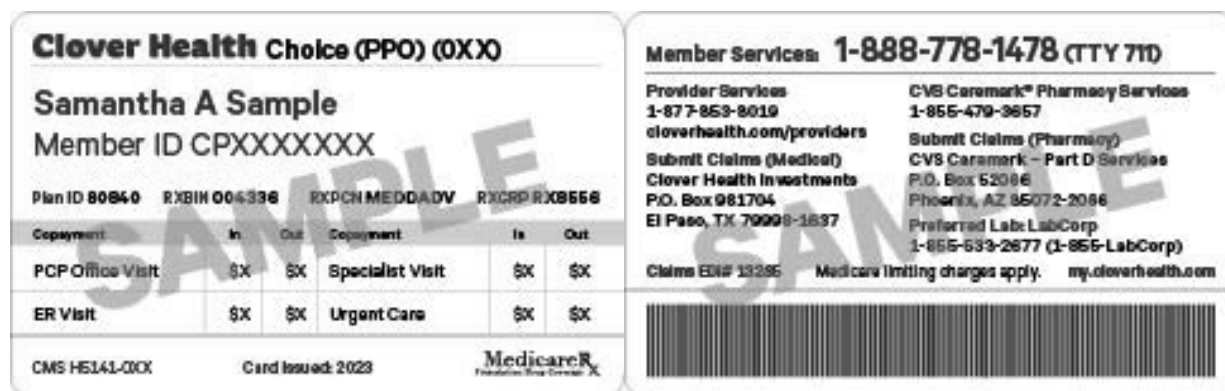 Clover Health Choice (PPO) (0XX)
Samantha A Sample
Member ID CPXXXXXXX
Plan ID 80840 RXBIN 004336 RXPCN MEDDADV RXGRP RX8556
Copayment In Out Copayment In Out
PCP Office Visit $X $X Specialist Visit $X $X
ER Visit $X $X Urgent Care $X $X
CMS H5141-0XX Card Issued: 2023 MedicareRx
Prescription Drug Coverage
SAMPLE
Member Services: 1-888-778-1478 (TTY 711)
Provider Services
1-877-853-8019
cloverhealth.com/providers
Submit Claims (Medical)
Clover Health Investments
P.O. Box 981704
El Paso, TX 79998-1637
CVS Caremark® Pharmacy Services
1-855-479-3657
Submit Claims (Pharmacy)
CVS Caremark – Part D Services
P.O. Box 52066
Phoenix, AZ 85072-2066
Preferred Lab: LabCorp
1-855-533-2677 (1-855-LabCorp)
Claims EDI# 13285 Medicare limiting charges apply. my.cloverhealth.com
SAMPLE